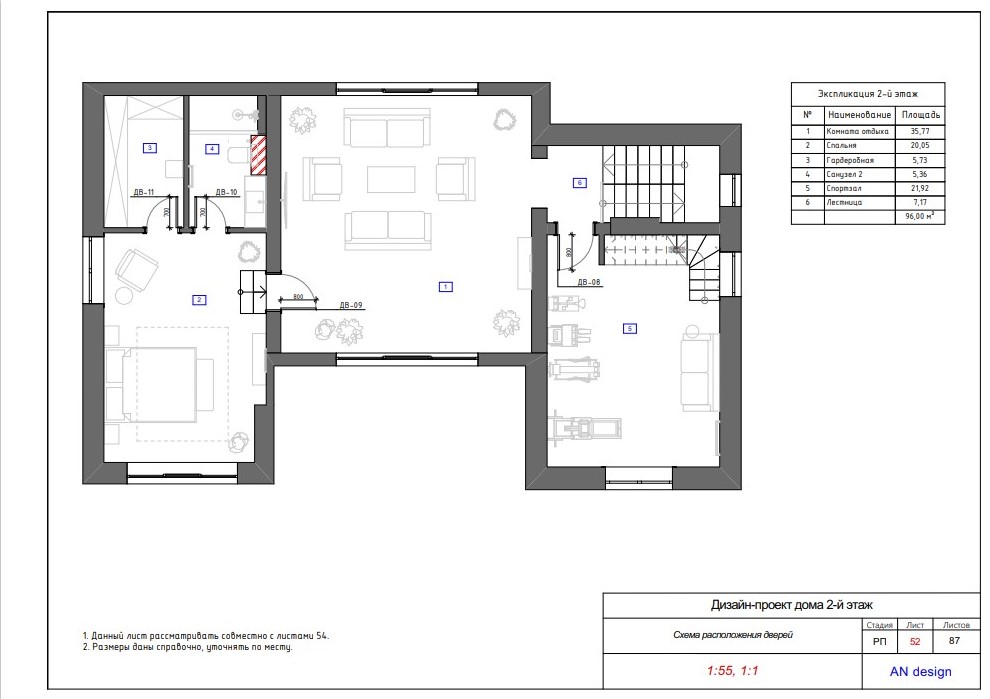 Экспликация 2-й этаж
№ Наименование Площадь
1 Комната отдыха 35,77
2 Спальня 20,05
3 Гардеробная 5,73
4 Санузел 2 5,36
5 Спортзал 21,92
6 Лестница 7,17
96,00 м²
3
4
6
ДВ-11
ДВ-10
700
700
800
ДВ-08
2
1
800
ДВ-09
5
1. Данный лист рассматривать совместно с листами 54.
2. Размеры даны справочно, уточнять по месту.
Дизайн-проект дома 2-й этаж
Схема расположения дверей
Стадия Лист Листов
РП 52 87
1:55, 1:1
AN design